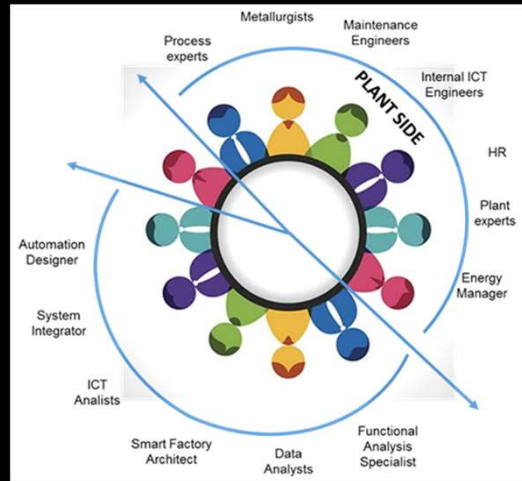 Metallurgists
Process
experts
Maintenance
Engineers
Internal ICT
Engineers
PLANT SIDE
HR
Plant
experts
Energy
Manager
Automation
Designer
System
Integrator
ICT
Analists
Smart Factory
Architect
Data
Analysts
Functional
Analysis
Specialist